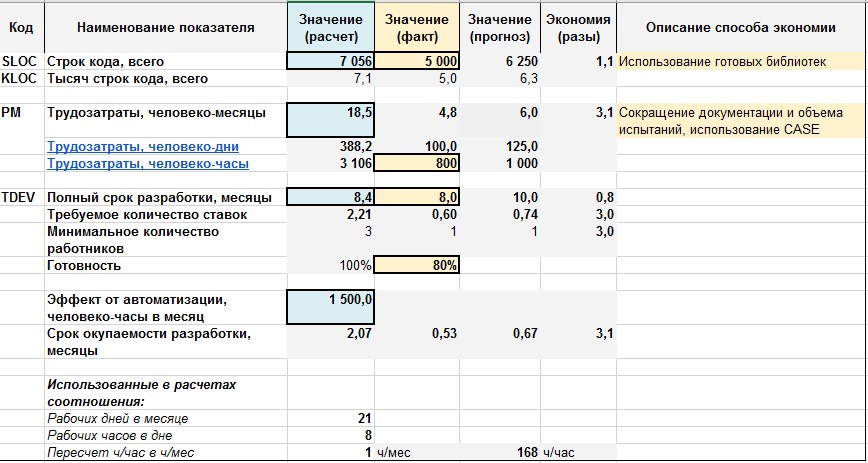 Код Наименование показателя Значение (расчет) Значение (факт) Значение (прогноз) Экономия (разы) Описание способа экономии
SLOC Строк кода, всего 7 056 5 000 6 250 1,1 Использование готовых библиотек
KLOC Тысяч строк кода, всего 7,1 5,0 6,3
PM Трудозатраты, человеко-месяцы 18,5 4,8 6,0 3,1 Сокращение документации и объема
испытаний, использование CASE
Трудозатраты, человеко-дни 388,2 100,0 125,0
Трудозатраты, человеко-часы 3 106 800 1 000
TDEV Полный срок разработки, месяцы 8,4 8,0 10,0 0,8
Требуемое количество ставок 2,21 0,60 0,74 3,0
Минимальное количество 3 1 1 3,0
работников
Готовность 100% 80%
Эффект от автоматизации, 1 500,0
человеко-часы в месяц
Срок окупаемости разработки, 2,07 0,53 0,67 3,1
месяцы
Использованные в расчетах
соотношения:
Рабочих дней в месяце 21
Рабочих часов в дне 8
Пересчет ч/час в ч/мес 1 ч/мес 168 ч/час